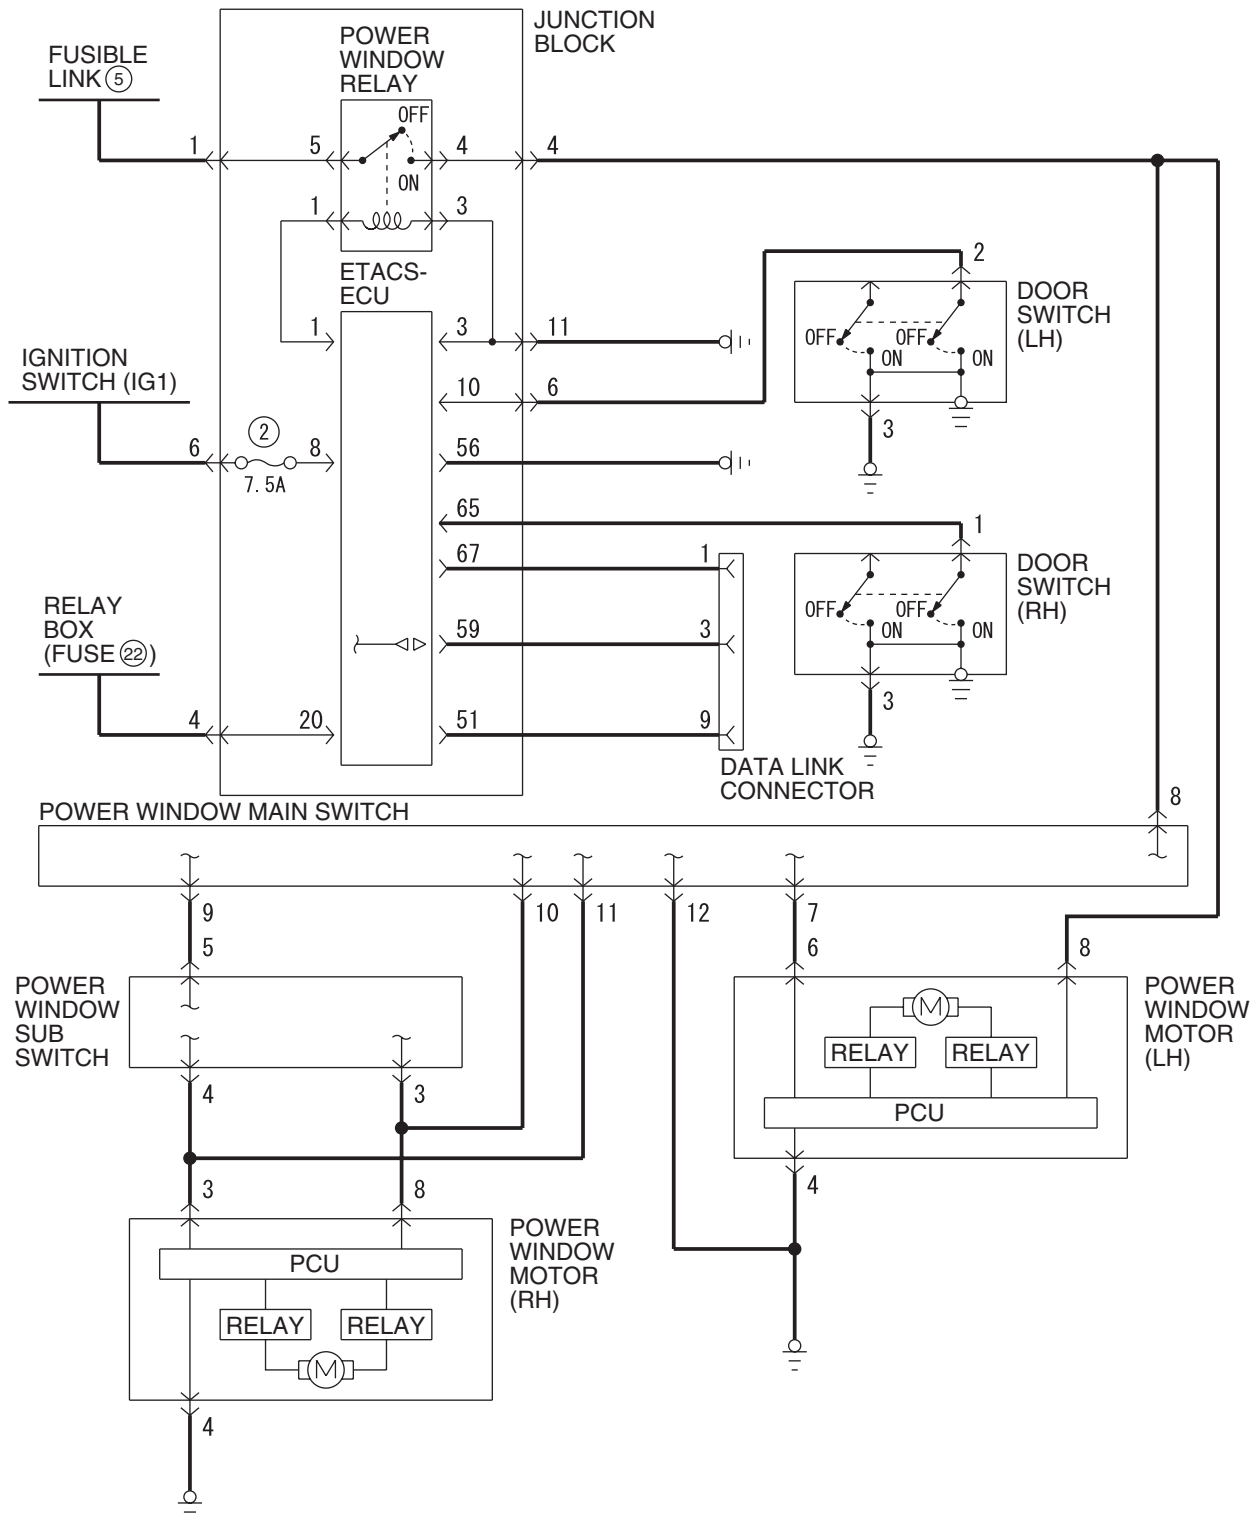 JUNCTION
BLOCK
POWER
WINDOW
RELAY
FUSIBLE
LINK 5
OFF
1
5
4
4
ON
1
3
2
ETACS-
ECU
DOOR
SWITCH
(LH)
1
3
11
OFF
OFF
ON
ON
IGNITION
SWITCH (IG1)
10
6
2
3
6
8
56
7.5A
65
1
67
1
DOOR
SWITCH
(RH)
RELAY
BOX
(FUSE 22)
OFF
OFF
ON
ON
59
3
3
4
20
51
9
DATA LINK
CONNECTOR
POWER WINDOW MAIN SWITCH
8
9
10
11
12
7
5
6
8
POWER
WINDOW
SUB
SWITCH
POWER
WINDOW
MOTOR
(LH)
M
RELAY
RELAY
4
3
PCU
3
8
4
POWER
WINDOW
MOTOR
(RH)
PCU
RELAY
RELAY
M
4